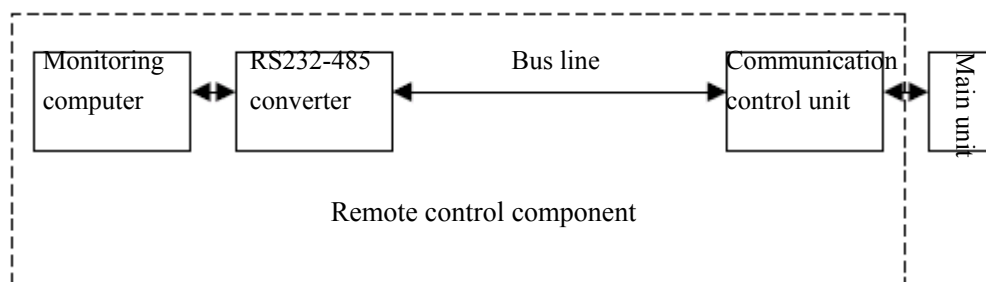 Monitoring
computer
RS232-485
converter
Bus line
Communication
control unit
Main unit
Remote control component